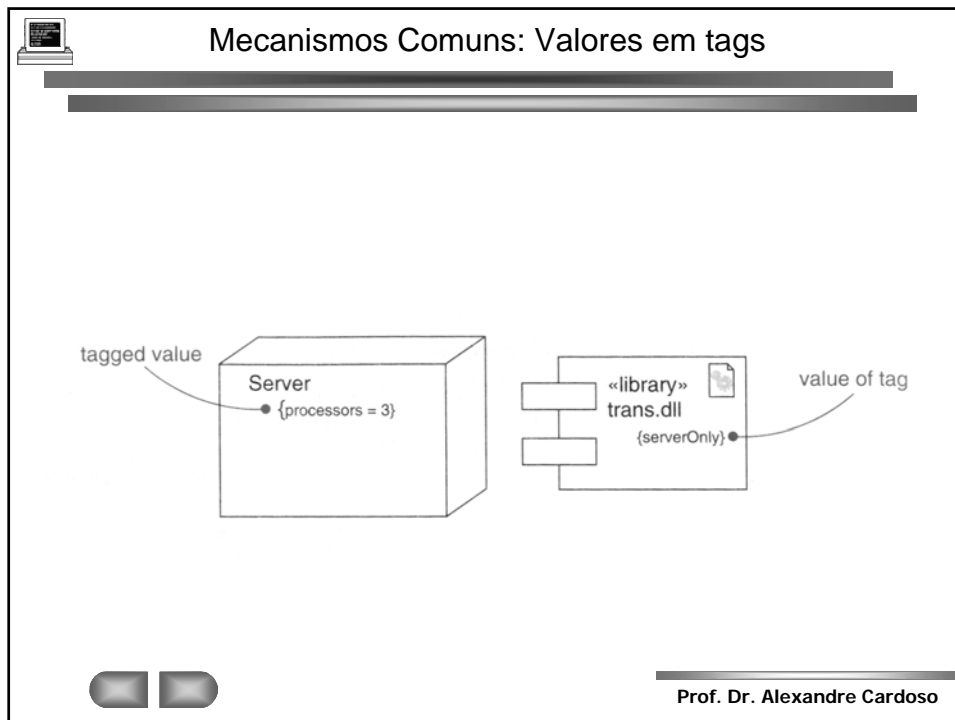 Mecanismos Comuns: Valores em tags
tagged value
Server
{processors = 3}
«library»
trans.dll
{serverOnly}
value of tag
Prof. Dr. Alexandre Cardoso